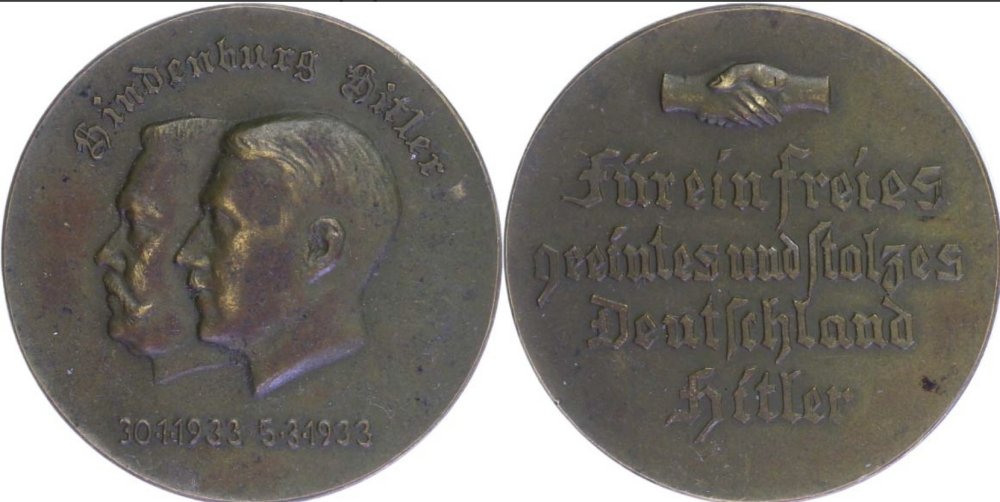 Hindenburg Hitler
30·1·1933 5·3·1933
Für ein freies
geeintes und stolzes
Deutschland
Hitler